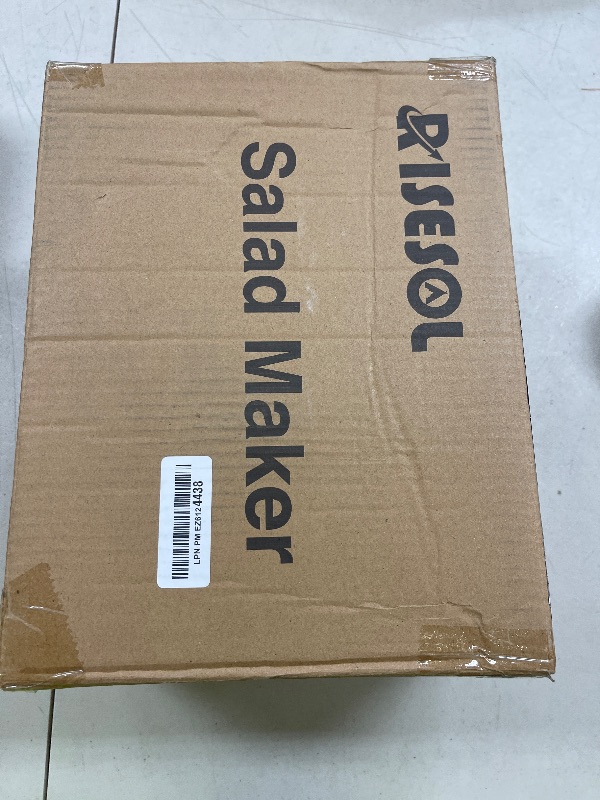 RISESOL
Salad Maker
LPN PM EZ6124438